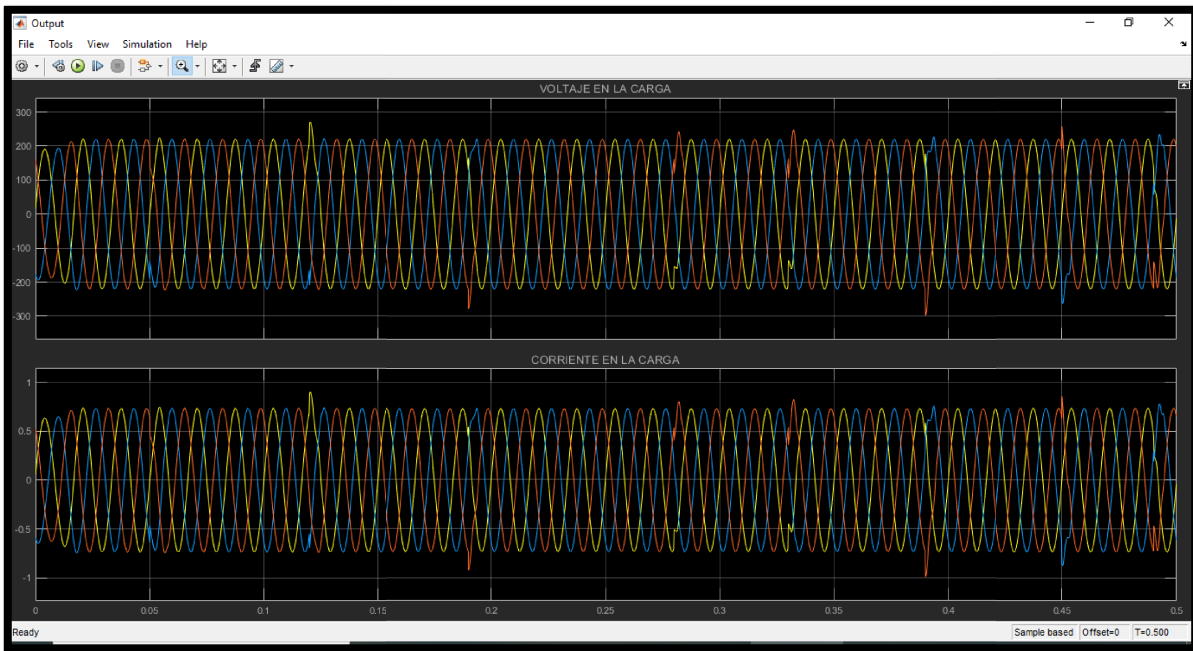 Output
File Tools View Simulation Help
VOLTAJE EN LA CARGA
300
200
100
0
-100
-200
-300
CORRIENTE EN LA CARGA
1
0.5
0
-0.5
-1
0 0.05 0.1 0.15 0.2 0.25 0.3 0.35 0.4 0.45 0.5
Ready Sample based Offset=0 T=0.500